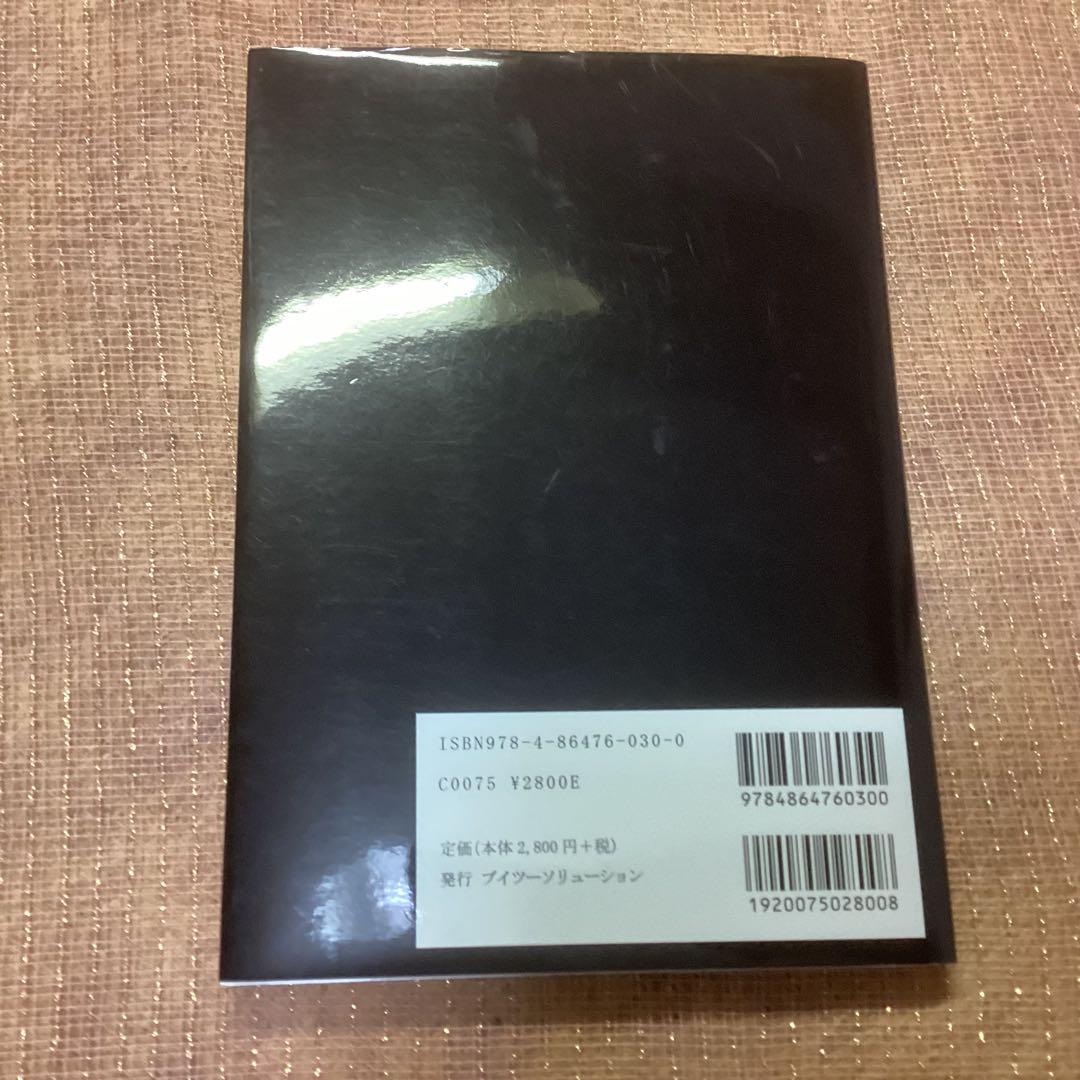 ISBN978-4-86476-030-0
C0075 ¥2800E
9784864760300
定価(本体2,800円+税)
発行 ブイツーソリューション
1920075028008